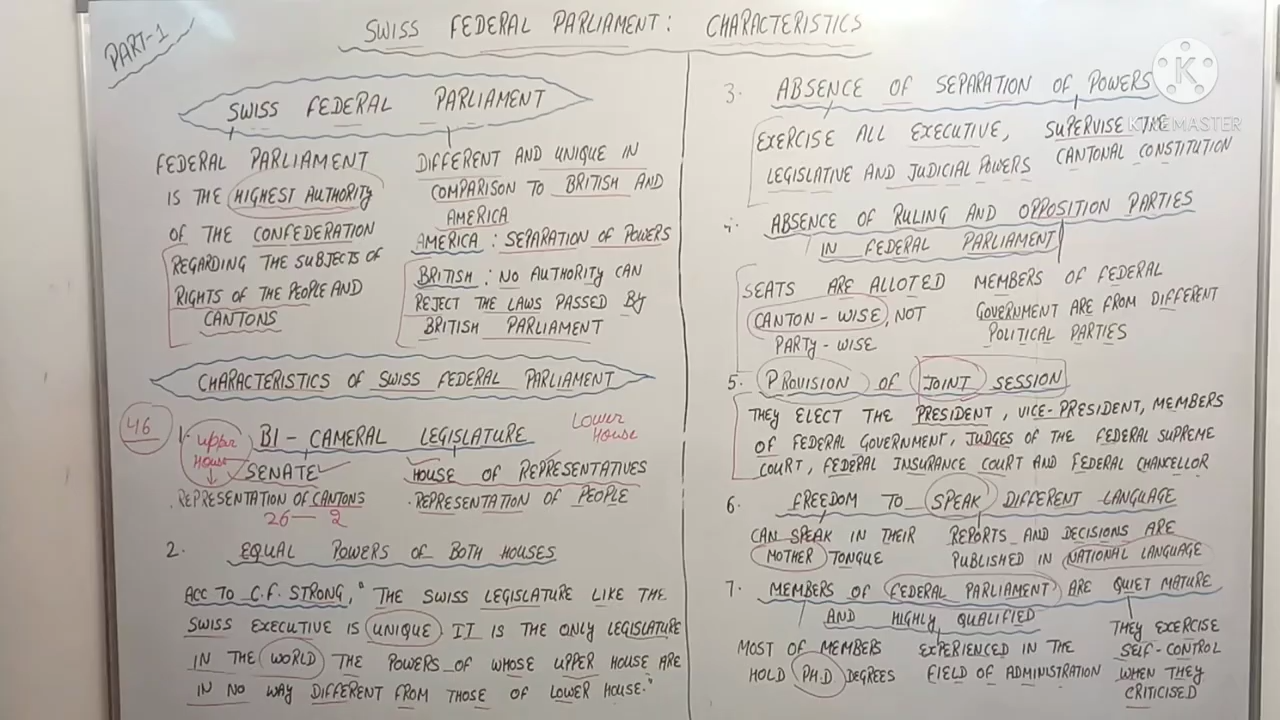 PART-1
SWISS FEDERAL PARLIAMENT: CHARACTERISTICS
SWISS FEDERAL PARLIAMENT
FEDERAL PARLIAMENT
IS THE HIGHEST AUTHORITY
OF THE CONFEDERATION
REGARDING THE SUBJECTS OF
RIGHTS OF THE PEOPLE AND
CANTONS
DIFFERENT AND UNIQUE IN
COMPARISON TO BRITISH AND
AMERICA
AMERICA: SEPARATION OF POWERS
BRITISH: NO AUTHORITY CAN
REJECT THE LAWS PASSED BY
BRITISH PARLIAMENT
CHARACTERISTICS OF SWISS FEDERAL PARLIAMENT
46
1. BI-CAMERAL LEGISLATURE
Upper
House
Lower
House
SENATE
HOUSE OF REPRESENTATIVES
. REPRESENTATION OF CANTONS
. REPRESENTATION OF PEOPLE
26 — 2
2. EQUAL POWERS OF BOTH HOUSES
ACC TO C.F. STRONG, "THE SWISS LEGISLATURE LIKE THE
SWISS EXECUTIVE IS UNIQUE. IT IS THE ONLY LEGISLATURE
IN THE WORLD THE POWERS OF WHOSE UPPER HOUSE ARE
IN NO WAY DIFFERENT FROM THOSE OF LOWER HOUSE."
3. ABSENCE OF SEPARATION OF POWERS
K
KINEMASTER
EXERCISE ALL EXECUTIVE,
LEGISLATIVE AND JUDICIAL POWERS
SUPERVISE THE
CANTONAL CONSTITUTION
4. ABSENCE OF RULING AND OPPOSITION PARTIES
IN FEDERAL PARLIAMENT
SEATS ARE ALLOTED
CANTON-WISE, NOT
PARTY-WISE
MEMBERS OF FEDERAL
GOVERNMENT ARE FROM DIFFERENT
POLITICAL PARTIES
5. PROVISION OF JOINT SESSION
THEY ELECT THE PRESIDENT, VICE-PRESIDENT, MEMBERS
OF FEDERAL GOVERNMENT, JUDGES OF THE FEDERAL SUPREME
COURT, FEDERAL INSURANCE COURT AND FEDERAL CHANCELLOR
6. FREEDOM TO SPEAK DIFFERENT LANGUAGE
CAN SPEAK IN THEIR
MOTHER TONGUE
REPORTS AND DECISIONS ARE
PUBLISHED IN NATIONAL LANGUAGE
7. MEMBERS OF FEDERAL PARLIAMENT ARE QUIET MATURE
AND HIGHLY QUALIFIED
MOST OF MEMBERS
HOLD PH.D DEGREES
EXPERIENCED IN THE
FIELD OF ADMINISTRATION
THEY EXERCISE
SELF-CONTROL
WHEN THEY
CRITICISED